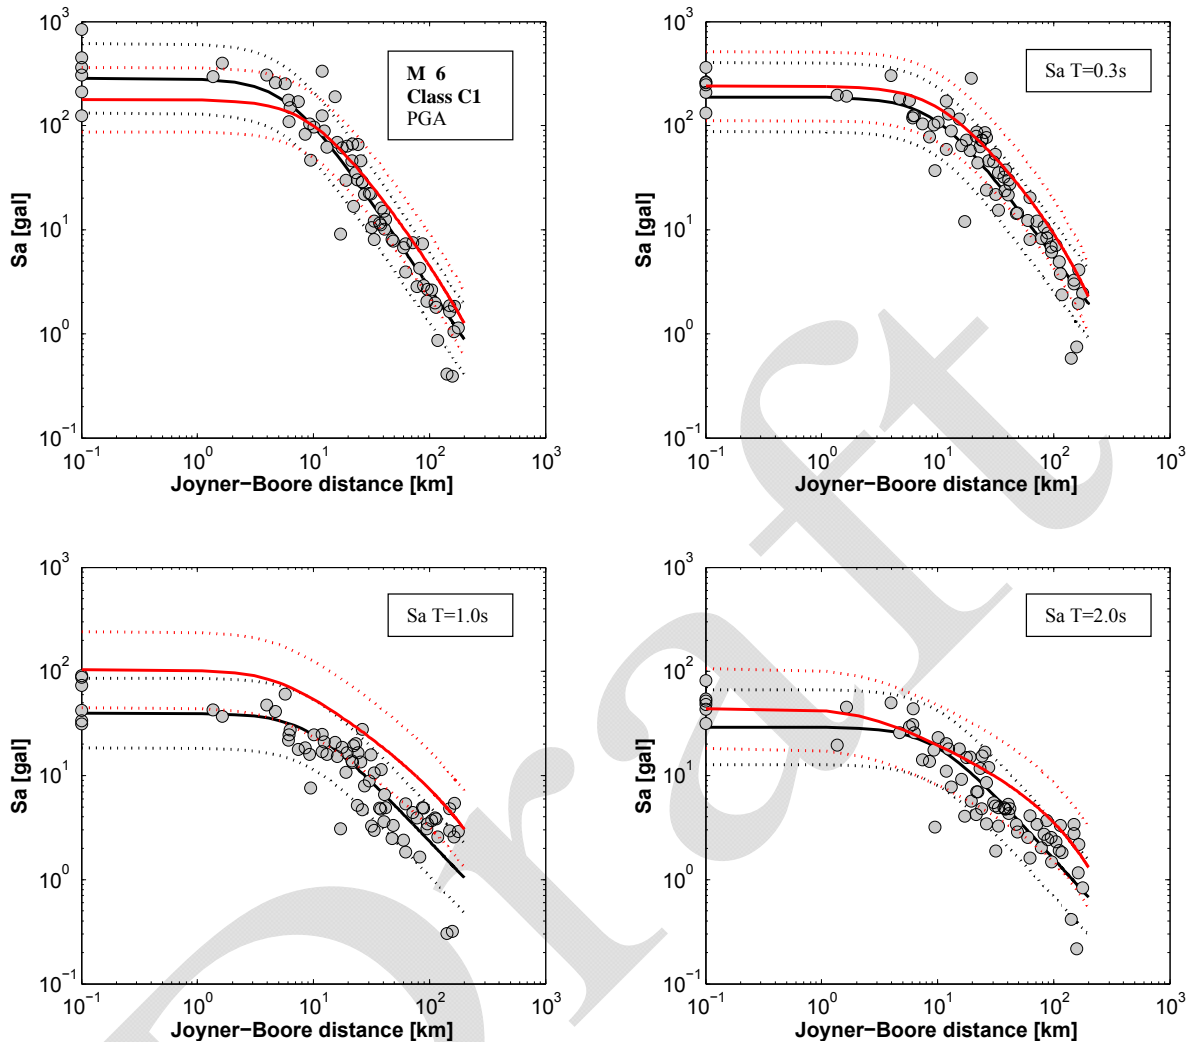 10^3
10^2
10^1
10^0
10^-1
Sa [gal]
M 6
Class C1
PGA
10^-1 10^0 10^1 10^2 10^3
Joyner−Boore distance [km]
10^3
10^2
10^1
10^0
10^-1
Sa [gal]
Sa T=0.3s
10^-1 10^0 10^1 10^2 10^3
Joyner−Boore distance [km]
10^3
10^2
10^1
10^0
10^-1
Sa [gal]
Sa T=1.0s
10^-1 10^0 10^1 10^2 10^3
Joyner−Boore distance [km]
10^3
10^2
10^1
10^0
10^-1
Sa [gal]
Sa T=2.0s
10^-1 10^0 10^1 10^2 10^3
Joyner−Boore distance [km]
Draft